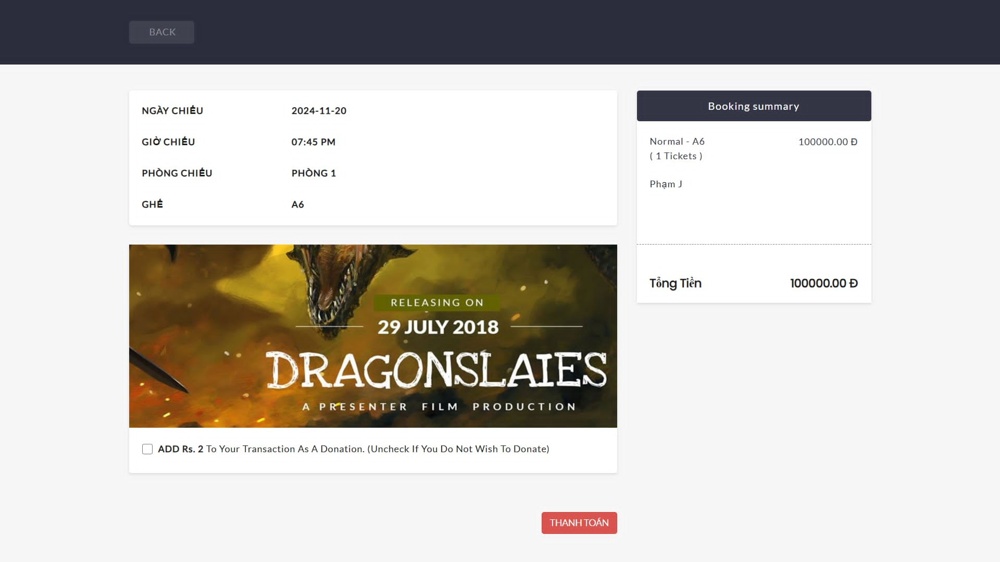 BACK
NGÀY CHIẾU 2024-11-20
GIỜ CHIẾU 07:45 PM
PHÒNG CHIẾU PHÒNG 1
GHẾ A6
RELEASING ON
29 JULY 2018
DRAGONSLAIES
A PRESENTER FILM PRODUCTION
ADD Rs. 2 To Your Transaction As A Donation. (Uncheck If You Do Not Wish To Donate)
THANH TOÁN
Booking summary
Normal - A6 100000.00 Đ
( 1 Tickets )
Phạm J
Tổng Tiền 100000.00 Đ